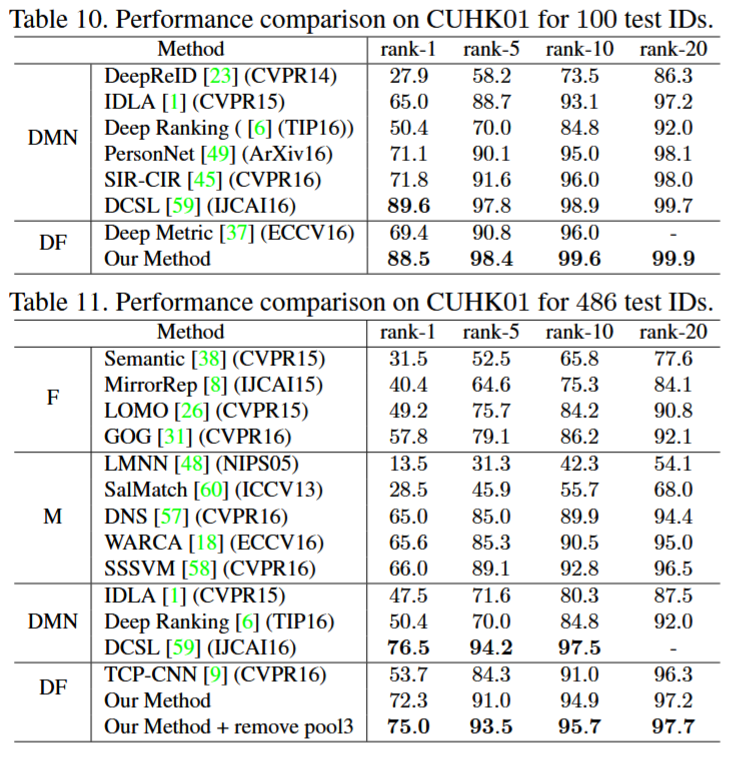 Table 10. Performance comparison on CUHK01 for 100 test IDs.
Method rank-1 rank-5 rank-10 rank-20
DMN
DeepReID [23] (CVPR14) 27.9 58.2 73.5 86.3
IDLA [1] (CVPR15) 65.0 88.7 93.1 97.2
Deep Ranking ( [6] (TIP16)) 50.4 70.0 84.8 92.0
PersonNet [49] (ArXiv16) 71.1 90.1 95.0 98.1
SIR-CIR [45] (CVPR16) 71.8 91.6 96.0 98.0
DCSL [59] (IJCAI16) 89.6 97.8 98.9 99.7
DF
Deep Metric [37] (ECCV16) 69.4 90.8 96.0 -
Our Method 88.5 98.4 99.6 99.9
Table 11. Performance comparison on CUHK01 for 486 test IDs.
Method rank-1 rank-5 rank-10 rank-20
F
Semantic [38] (CVPR15) 31.5 52.5 65.8 77.6
MirrorRep [8] (IJCAI15) 40.4 64.6 75.3 84.1
LOMO [26] (CVPR15) 49.2 75.7 84.2 90.8
GOG [31] (CVPR16) 57.8 79.1 86.2 92.1
M
LMNN [48] (NIPS05) 13.5 31.3 42.3 54.1
SalMatch [60] (ICCV13) 28.5 45.9 55.7 68.0
DNS [57] (CVPR16) 65.0 85.0 89.9 94.4
WARCA [18] (ECCV16) 65.6 85.3 90.5 95.0
SSSVM [58] (CVPR16) 66.0 89.1 92.8 96.5
DMN
IDLA [1] (CVPR15) 47.5 71.6 80.3 87.5
Deep Ranking [6] (TIP16) 50.4 70.0 84.8 92.0
DCSL [59] (IJCAI16) 76.5 94.2 97.5 -
DF
TCP-CNN [9] (CVPR16) 53.7 84.3 91.0 96.3
Our Method 72.3 91.0 94.9 97.2
Our Method + remove pool3 75.0 93.5 95.7 97.7